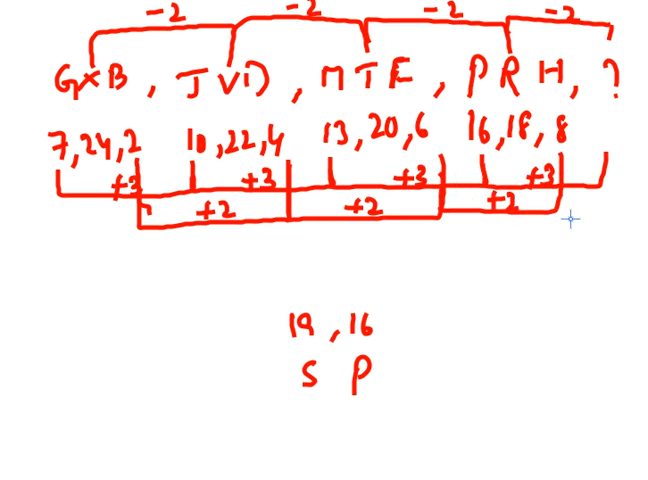 -2 -2 -2 -2
GXB, JVD, MTE, PRH, ?
7,24,2 10,22,4 13,20,6 16,18,8
+3 +3 +3 +3
+2 +2 +2
19, 16
S P